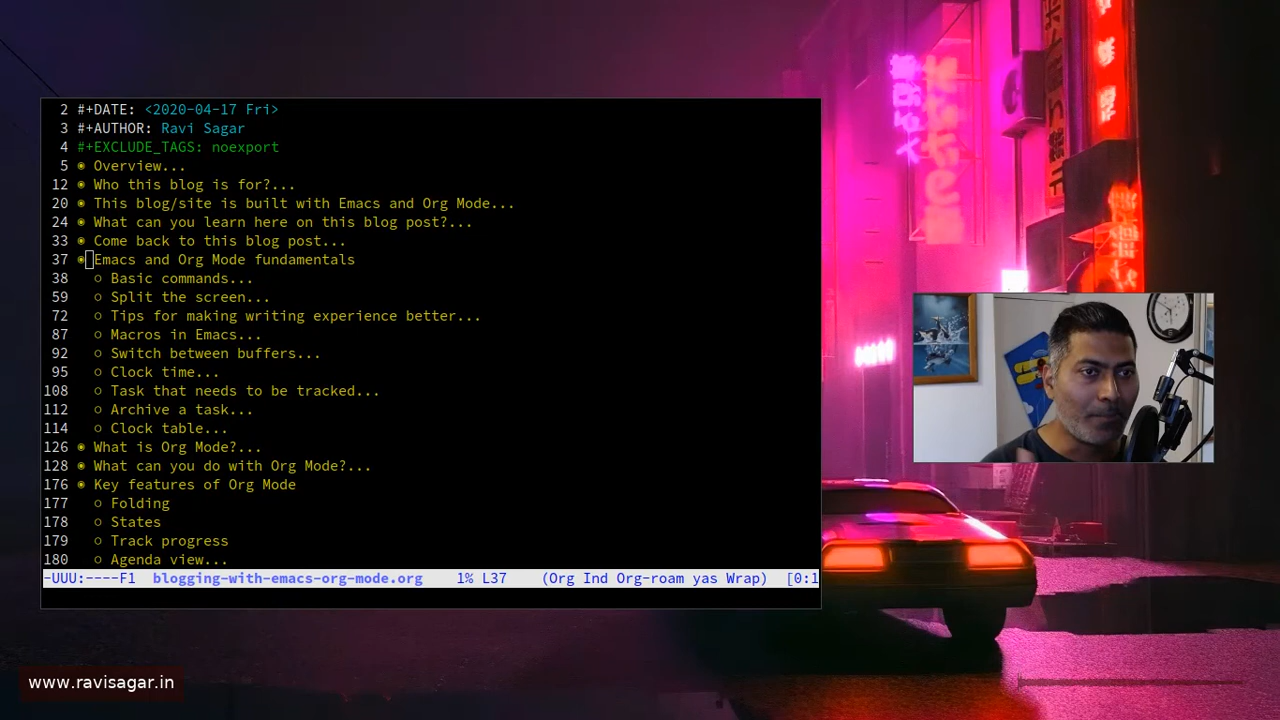 2 #+DATE: <2020-04-17 Fri>
3 #+AUTHOR: Ravi Sagar
4 #+EXCLUDE_TAGS: noexport
5 ◉ Overview...
12 ◉ Who this blog is for?...
20 ◉ This blog/site is built with Emacs and Org Mode...
24 ◉ What can you learn here on this blog post?...
33 ◉ Come back to this blog post...
37 ◉ Emacs and Org Mode fundamentals
38 ○ Basic commands...
59 ○ Split the screen...
72 ○ Tips for making writing experience better...
87 ○ Macros in Emacs...
92 ○ Switch between buffers...
95 ○ Clock time...
108 ○ Task that needs to be tracked...
112 ○ Archive a task...
114 ○ Clock table...
126 ◉ What is Org Mode?...
128 ◉ What can you do with Org Mode?...
176 ◉ Key features of Org Mode
177 ○ Folding
178 ○ States
179 ○ Track progress
180 ○ Agenda view...
-UUU:----F1 blogging-with-emacs-org-mode.org 1% L37 (Org Ind Org-roam yas Wrap) [0:1
www.ravisagar.in